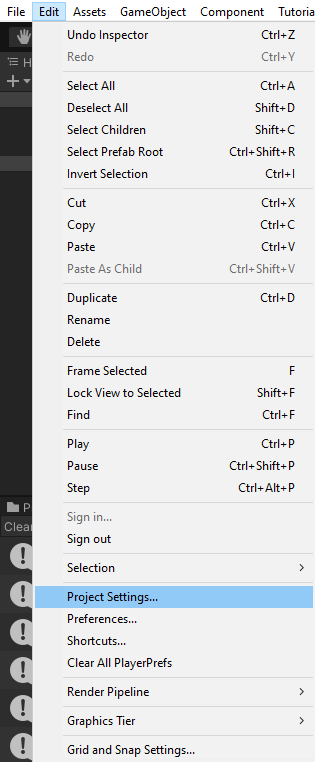 File Edit Assets GameObject Component Tutoria
Undo Inspector Ctrl+Z
Redo Ctrl+Y
Select All Ctrl+A
Deselect All Shift+D
Select Children Shift+C
Select Prefab Root Ctrl+Shift+R
Invert Selection Ctrl+I
Cut Ctrl+X
Copy Ctrl+C
Paste Ctrl+V
Paste As Child Ctrl+Shift+V
Duplicate Ctrl+D
Rename
Delete
Frame Selected F
Lock View to Selected Shift+F
Find Ctrl+F
Play Ctrl+P
Pause Ctrl+Shift+P
Step Ctrl+Alt+P
Sign in...
Sign out
Selection
Project Settings...
Preferences...
Shortcuts...
Clear All PlayerPrefs
Render Pipeline
Graphics Tier
Grid and Snap Settings...
H
P
Clear